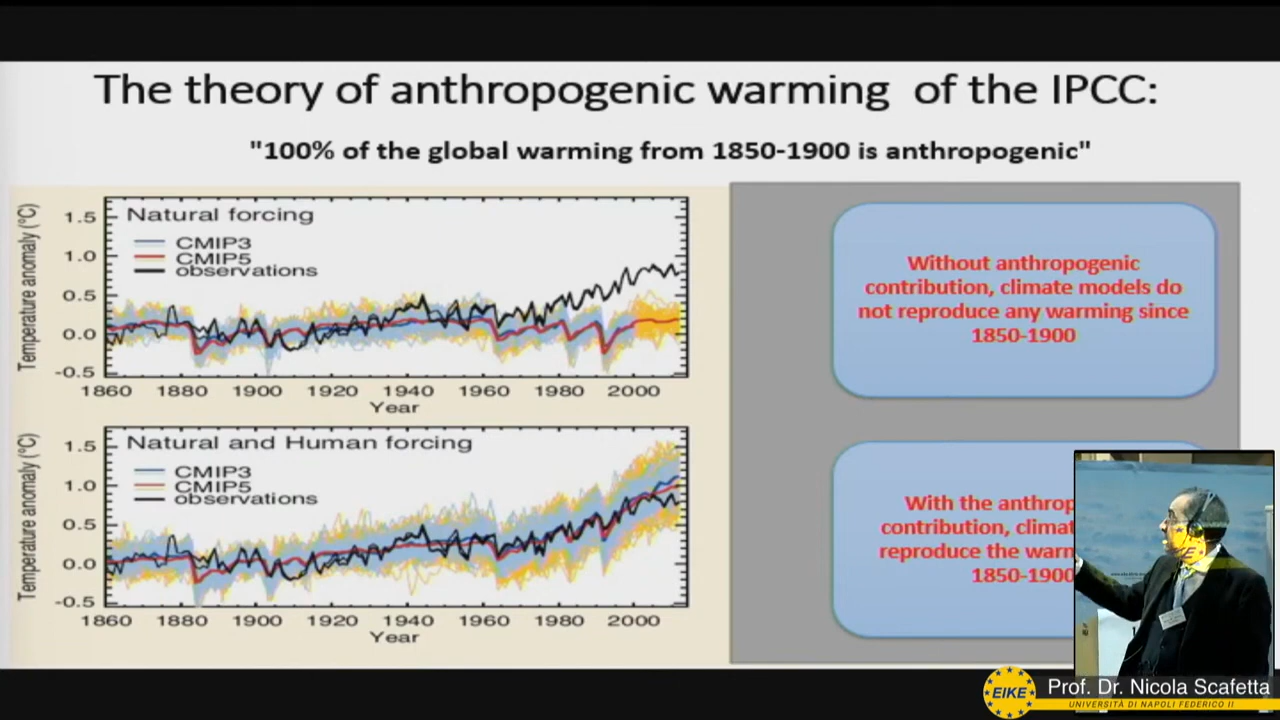 The theory of anthropogenic warming of the IPCC:
"100% of the global warming from 1850-1900 is anthropogenic"
Temperature anomaly (°C)
1.5
1.0
0.5
0.0
-0.5
Natural forcing
CMIP3
CMIP5
observations
1860 1880 1900 1920 1940 1960 1980 2000
Year
Without anthropogenic
contribution, climate models do
not reproduce any warming since
1850-1900
Temperature anomaly (°C)
1.5
1.0
0.5
0.0
-0.5
Natural and Human forcing
CMIP3
CMIP5
observations
1860 1880 1900 1920 1940 1960 1980 2000
Year
With the anthrop
contribution, climat
reproduce the warm
1850-1900
EIKE
EIKE
Prof. Dr. Nicola Scafetta
UNIVERSITÀ DI NAPOLI FEDERICO II